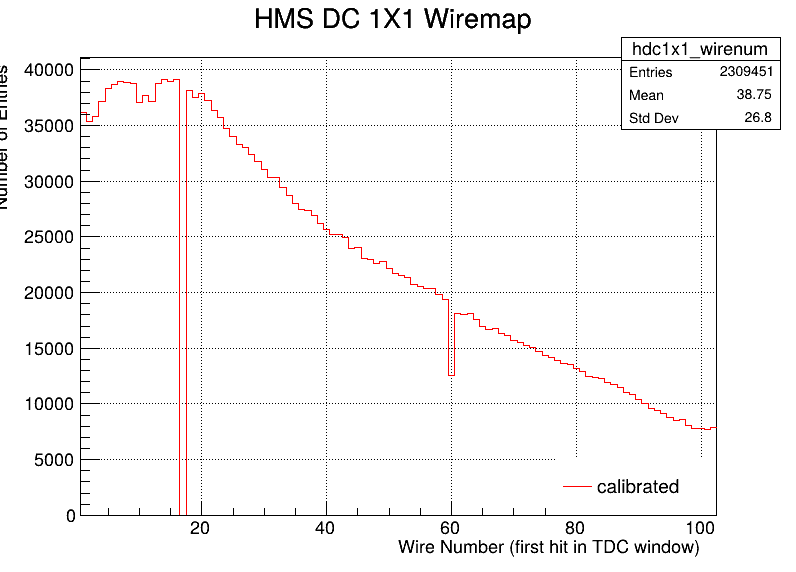 HMS DC 1X1 Wiremap
hdc1x1_wirenum
Entries 2309451
Mean 38.75
Std Dev 26.8
Number of Entries
40000
35000
30000
25000
20000
15000
10000
5000
0
calibrated
20 40 60 80 100
Wire Number (first hit in TDC window)